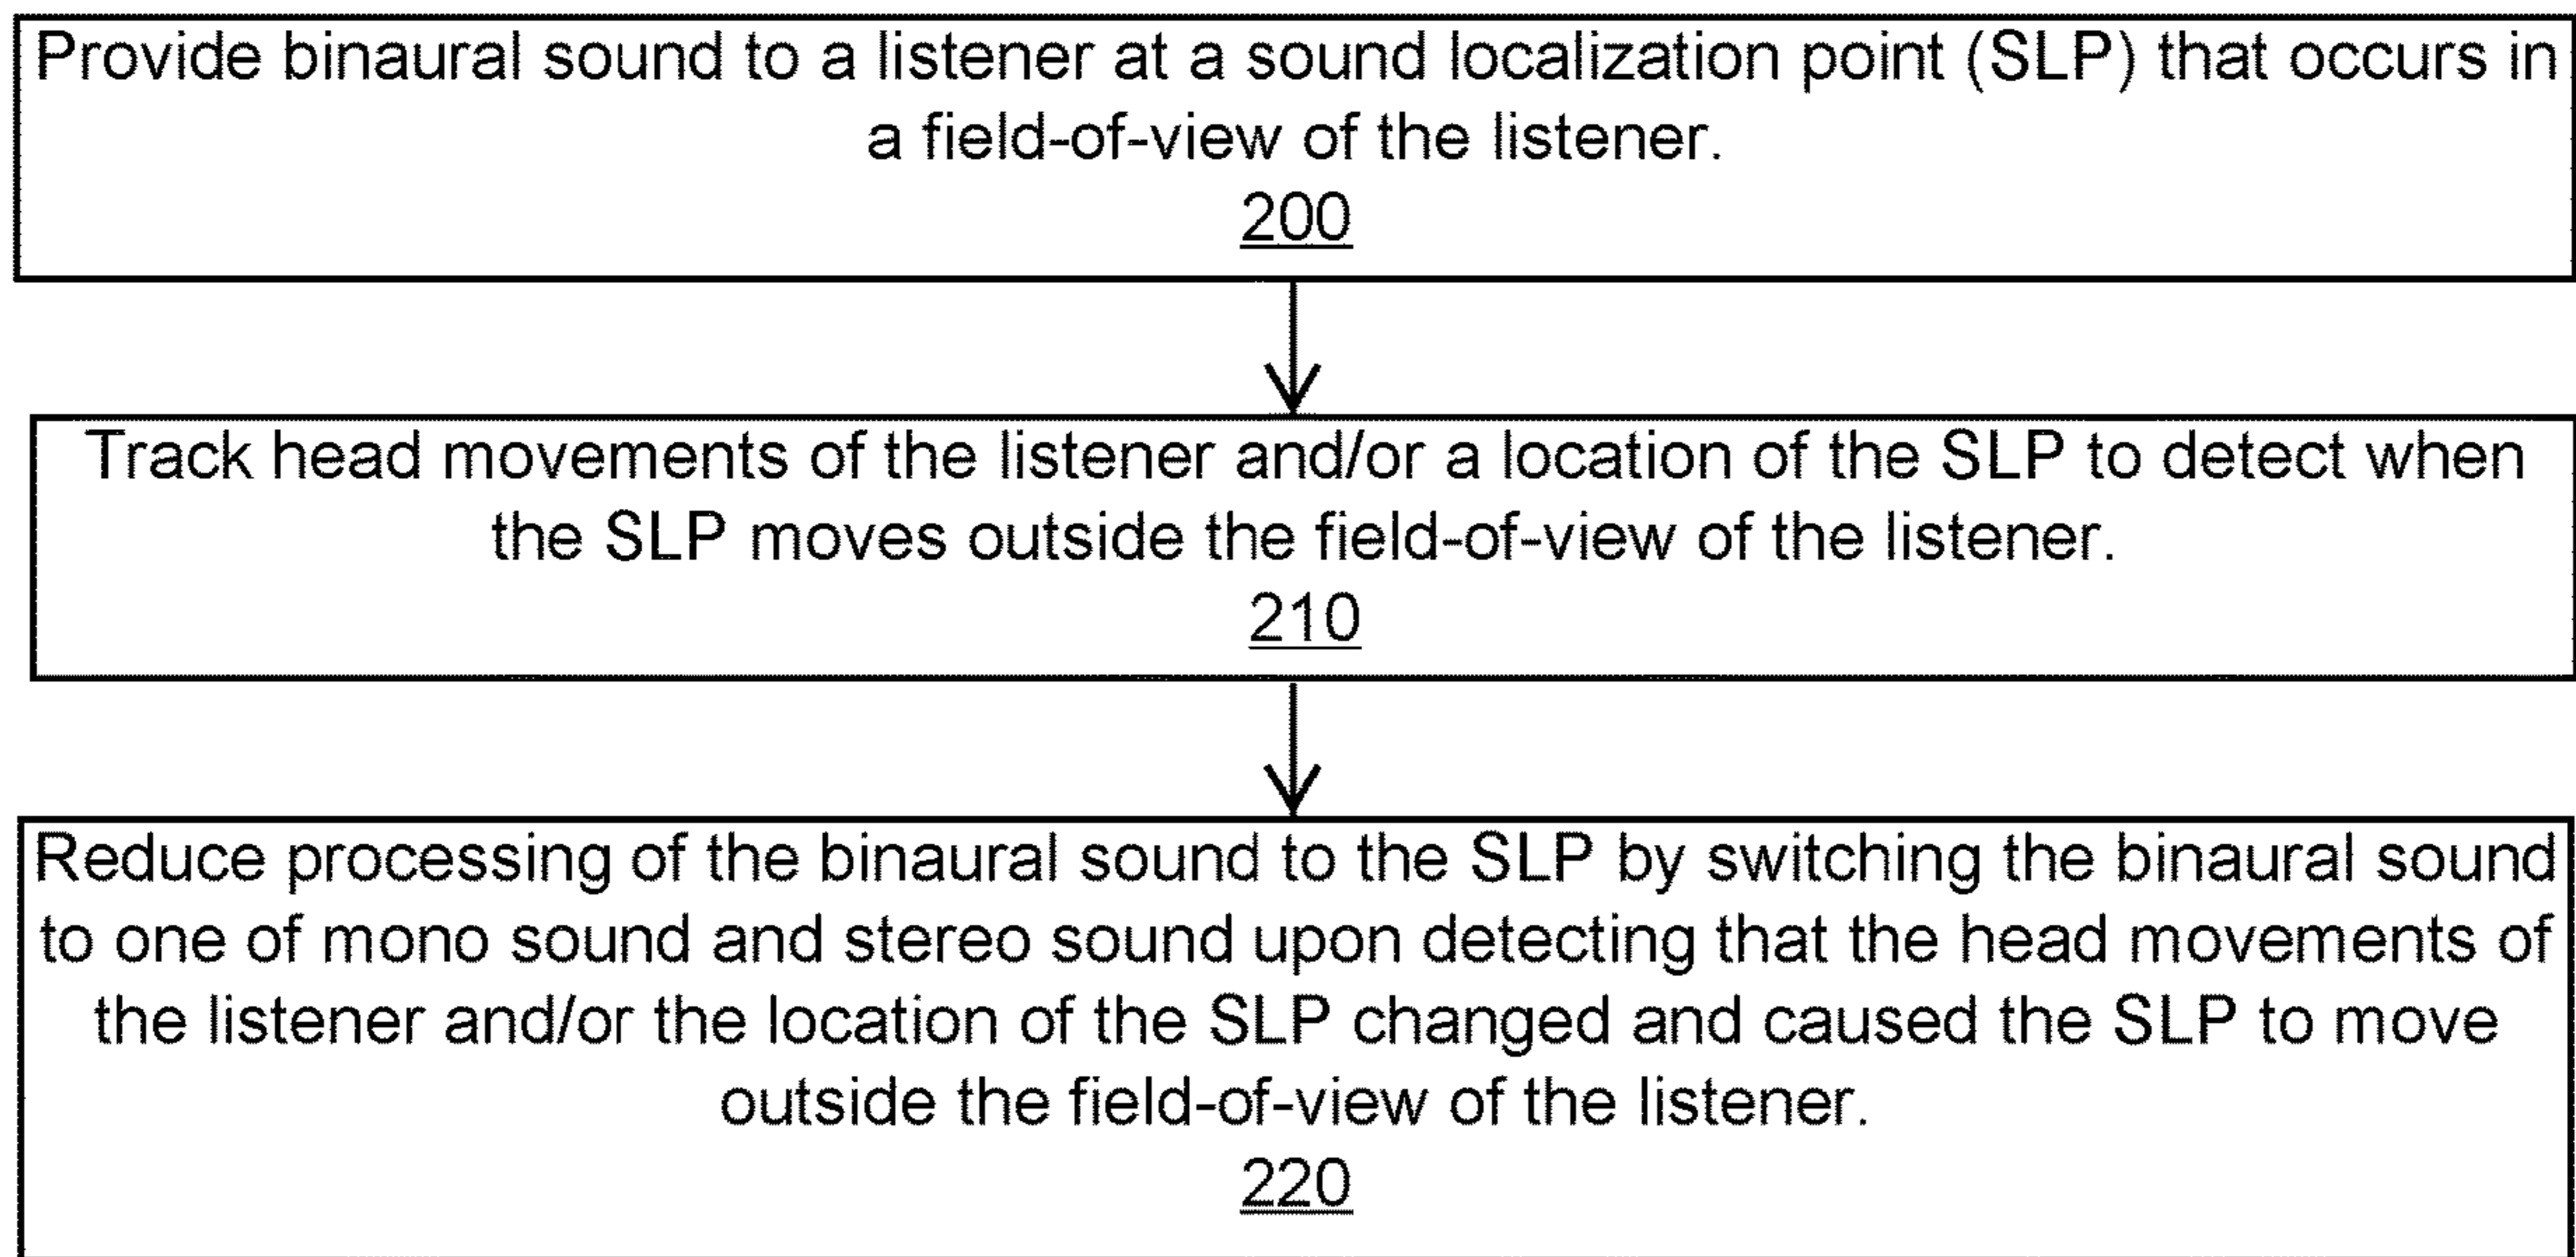 Provide binaural sound to a listener at a sound localization point (SLP) that occurs in
a field-of-view of the listener.
200
Track head movements of the listener and/or a location of the SLP to detect when
the SLP moves outside the field-of-view of the listener.
210
Reduce processing of the binaural sound to the SLP by switching the binaural sound
to one of mono sound and stereo sound upon detecting that the head movements of
the listener and/or the location of the SLP changed and caused the SLP to move
outside the field-of-view of the listener.
220